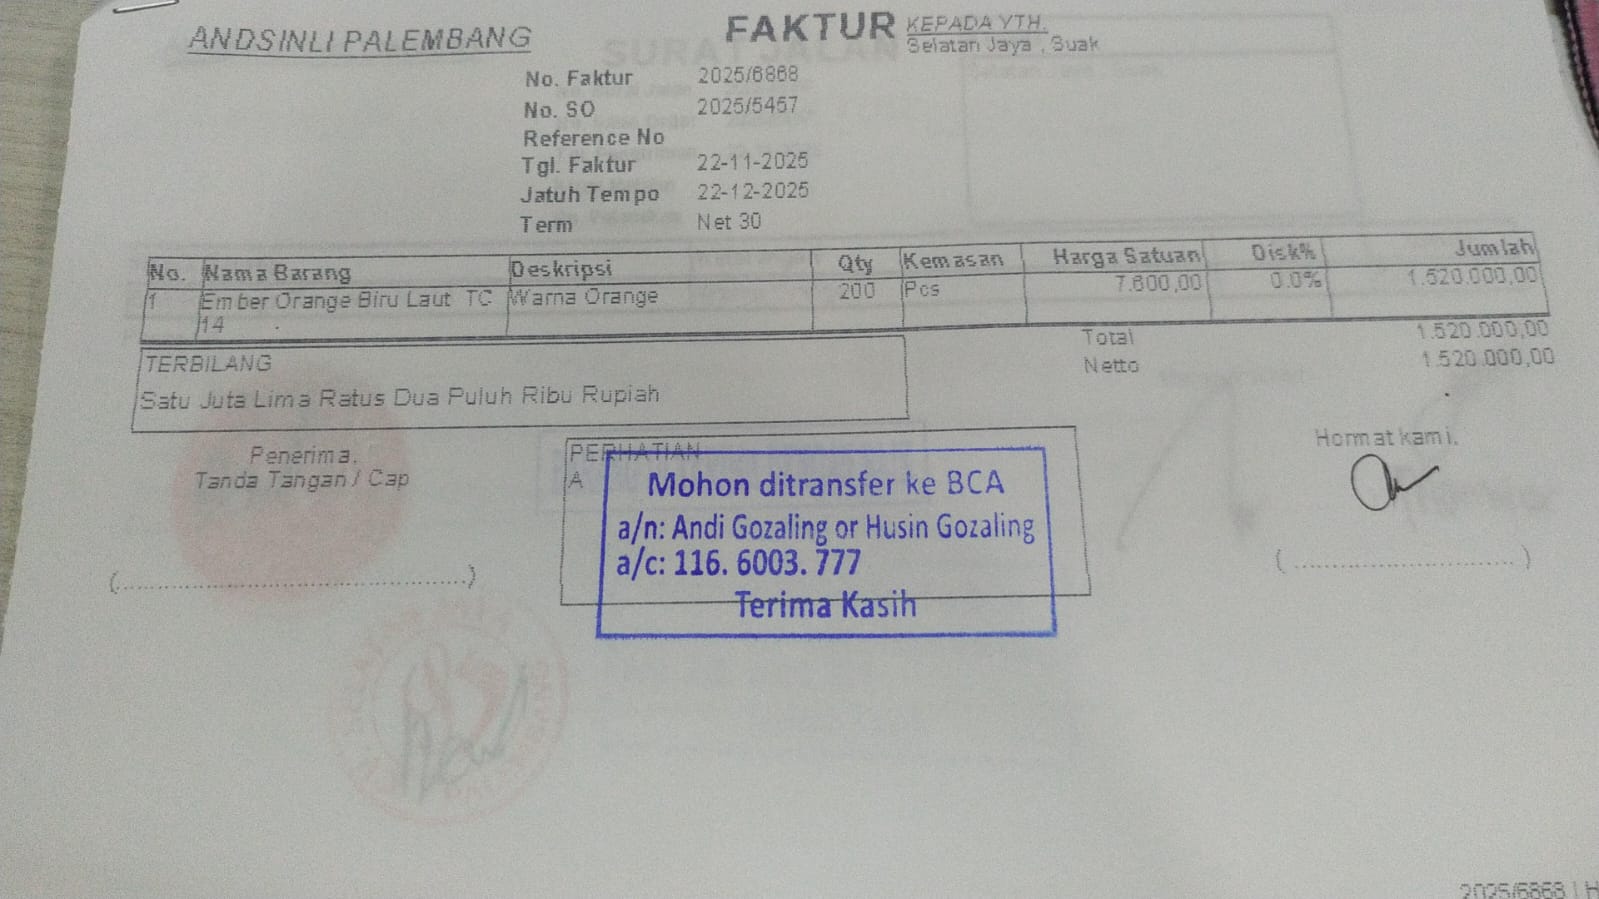 ANDSINLI PALEMBANG
FAKTUR
KEPADA YTH.
Selatan Jaya , Buak
No. Faktur 2025/6868
No. SO 2025/5457
Reference No
Tgl. Faktur 22-11-2025
Jatuh Tempo 22-12-2025
Term Net 30
No. Nama Barang Deskripsi Qty Kemasan Harga Satuan Disk% Jumlah
1 Ember Orange Biru Laut TC Warna Orange 200 Pcs 7.600,00 0.0% 1.520.000,00
14
Total 1.520.000,00
Netto 1.520.000,00
TERBILANG
Satu Juta Lima Ratus Dua Puluh Ribu Rupiah
Penerima,
Tanda Tangan / Cap
PERHATIAN
A
Mohon ditransfer ke BCA
a/n: Andi Gozaling or Husin Gozaling
a/c: 116. 6003. 777
Terima Kasih
Hormat kami,
(................................................)
(..............................)
2025/6868 | H